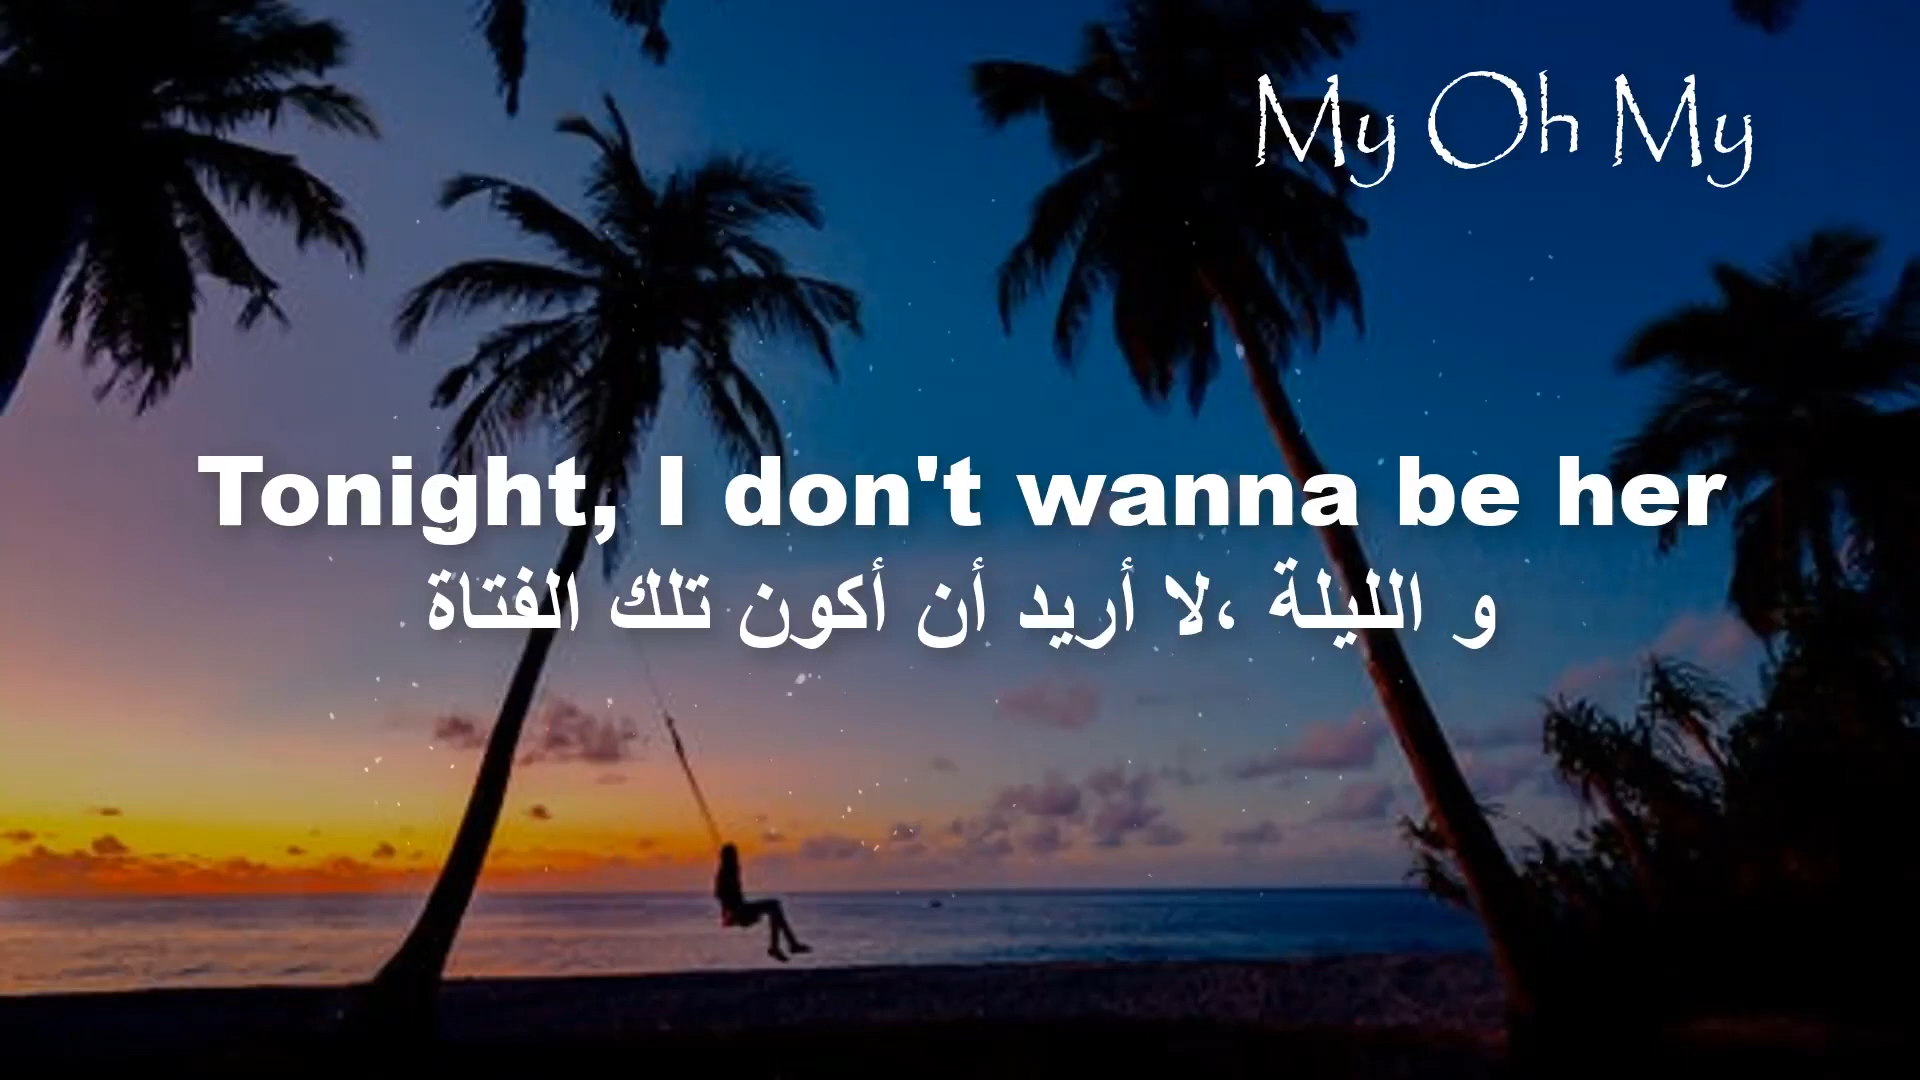 My Oh My
Tonight, I don't wanna be her
و الليلة ،لا أريد أن أكون تلك الفتاة